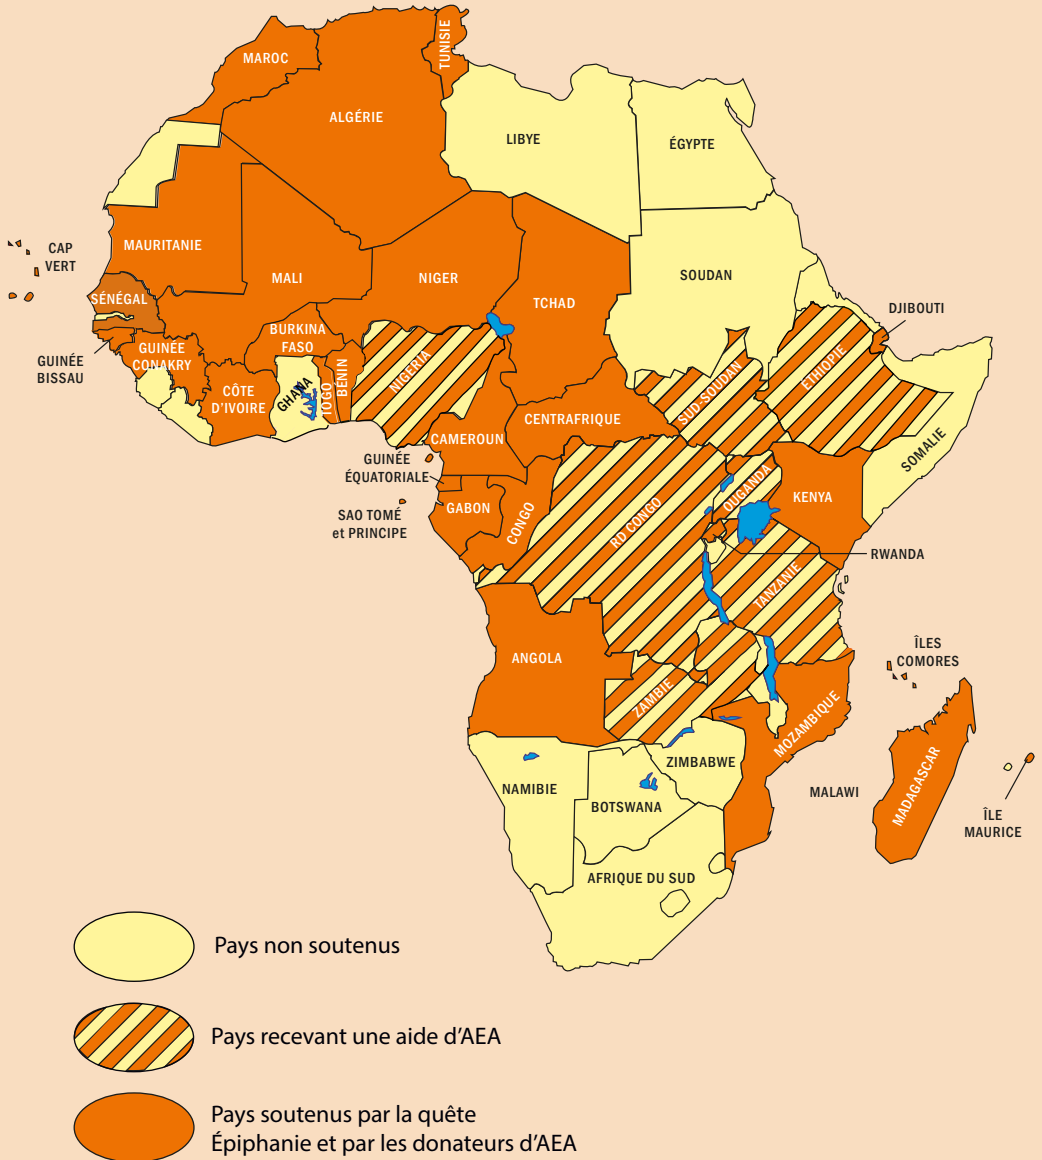 MAROC
TUNISIE
ALGÉRIE
LIBYE
ÉGYPTE
MAURITANIE
CAP
VERT
MALI
NIGER
TCHAD
SOUDAN
SÉNÉGAL
DJIBOUTI
BURKINA
FASO
GUINÉE
BISSAU
GUINÉE
CONAKRY
CÔTE
D'IVOIRE
GHANA
TOGO
BÉNIN
NIGERIA
SUD-SOUDAN
ÉTHIOPIE
CENTRAFRIQUE
CAMEROUN
SOMALIE
GUINÉE
ÉQUATORIALE
OUGANDA
KENYA
SAO TOMÉ
et PRINCIPE
GABON
CONGO
RD CONGO
RWANDA
TANZANIE
ANGOLA
ÎLES
COMORES
ZAMBIE
MOZAMBIQUE
ZIMBABWE
NAMIBIE
BOTSWANA
MALAWI
MADAGASCAR
ÎLE
MAURICE
AFRIQUE DU SUD
Pays non soutenus
Pays recevant une aide d'AEA
Pays soutenus par la quête
Épiphanie et par les donateurs d'AEA